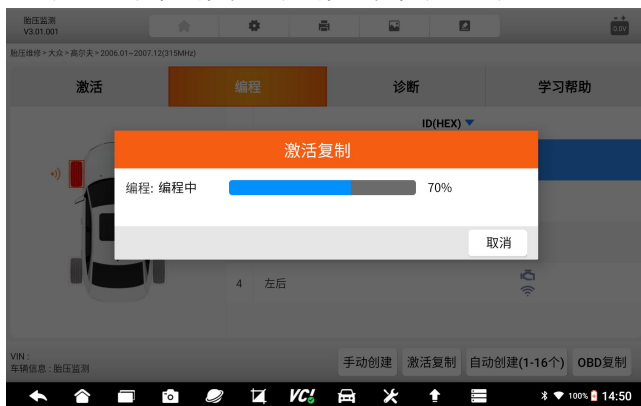 胎压监测
V3.01.001
0.0V
胎压维修 > 大众 > 高尔夫 > 2006.01~2007.12(315MHz)
激活
编程
诊断
学习帮助
ID(HEX)
激活复制
编程: 编程中
70%
取消
4 左后
VIN :
车辆信息 : 胎压监测
手动创建
激活复制
自动创建(1-16个)
OBD复制
VCI
100%
14:50